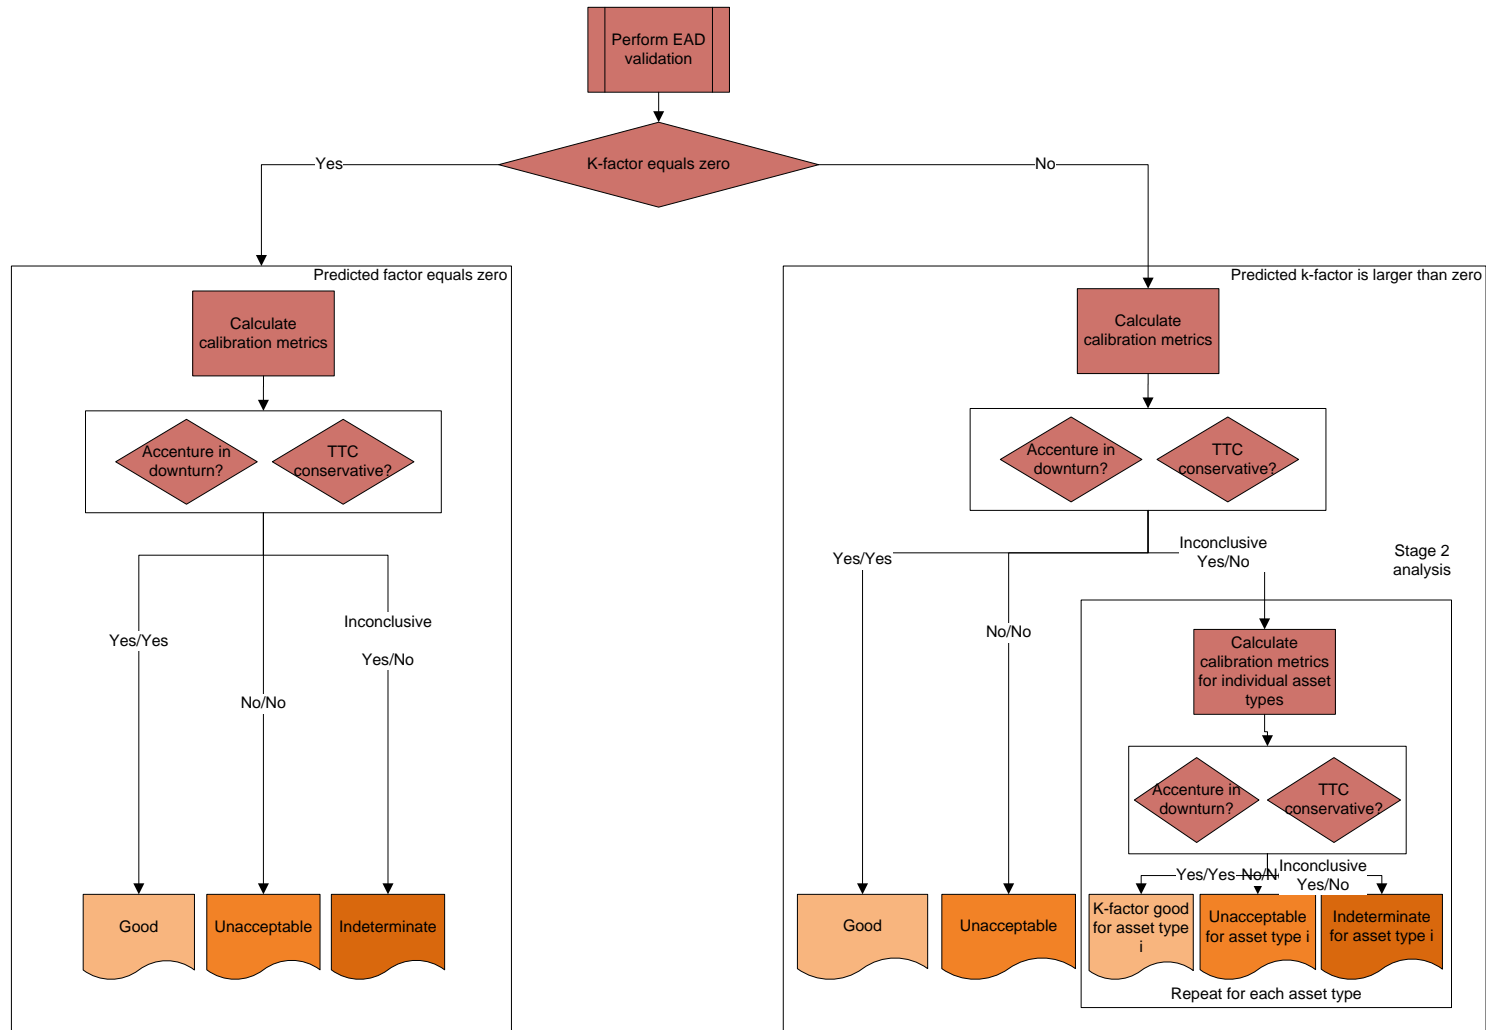 Perform EAD
validation
K-factor equals zero
Yes
No
Predicted factor equals zero
Calculate
calibration metrics
Accenture in
downturn?
TTC
conservative?
Yes/Yes
No/No
Inconclusive
Yes/No
Good
Unacceptable
Indeterminate
Predicted k-factor is larger than zero
Calculate
calibration metrics
Accenture in
downturn?
TTC
conservative?
Yes/Yes
No/No
Inconclusive
Yes/No
Stage 2
analysis
Calculate
calibration metrics
for individual asset
types
Accenture in
downturn?
TTC
conservative?
Yes/Yes
No/N
Inconclusive
Yes/No
Good
Unacceptable
K-factor good
for asset type
i
Unacceptable
for asset type i
Indeterminate
for asset type i
Repeat for each asset type